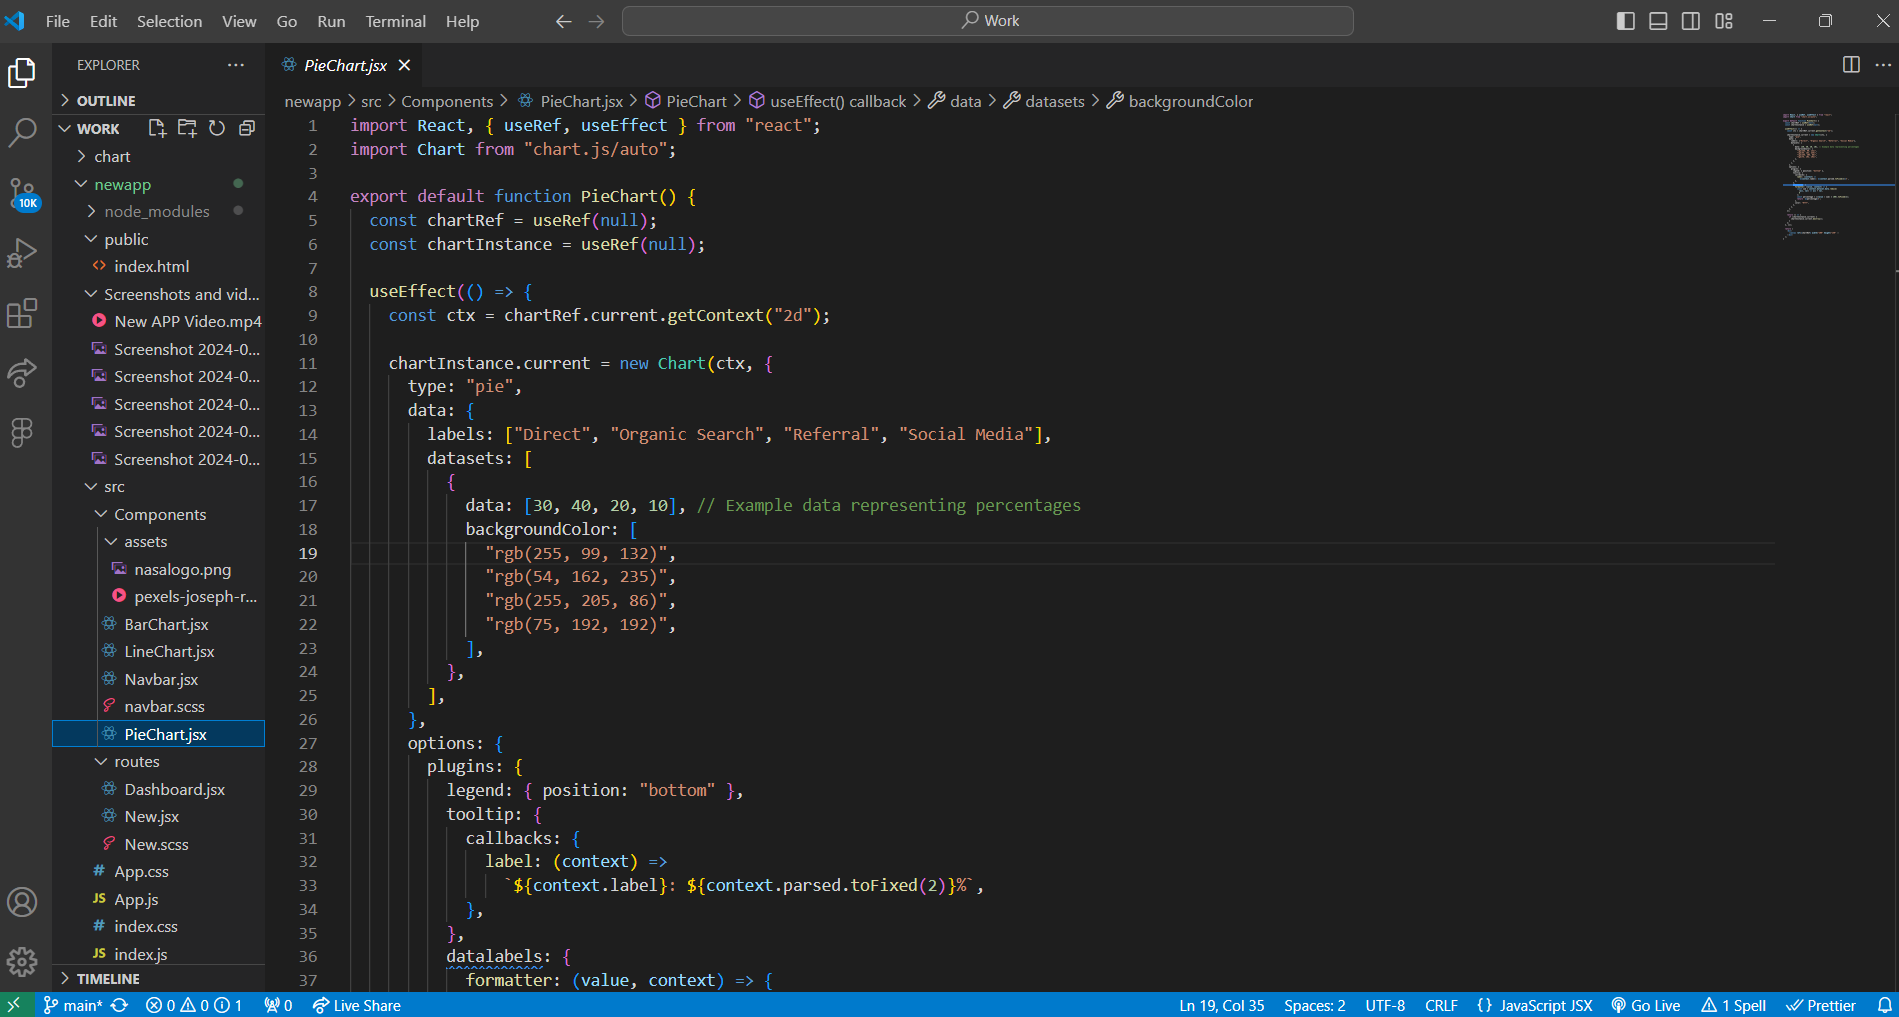 File Edit Selection View Go Run Terminal Help
Work
EXPLORER
OUTLINE
WORK
chart
newapp
node_modules
public
index.html
Screenshots and vid...
New APP Video.mp4
Screenshot 2024-0...
Screenshot 2024-0...
Screenshot 2024-0...
Screenshot 2024-0...
Screenshot 2024-0...
src
Components
assets
nasalogo.png
pexels-joseph-r...
BarChart.jsx
LineChart.jsx
Navbar.jsx
navbar.scss
PieChart.jsx
routes
Dashboard.jsx
New.jsx
New.scss
App.css
JS App.js
index.css
JS index.js
TIMELINE
10K
PieChart.jsx
newapp > src > Components > PieChart.jsx > PieChart > useEffect() callback > data > datasets > backgroundColor
1 import React, { useRef, useEffect } from "react";
2 import Chart from "chart.js/auto";
3
4 export default function PieChart() {
5 const chartRef = useRef(null);
6 const chartInstance = useRef(null);
7
8 useEffect(() => {
9 const ctx = chartRef.current.getContext("2d");
10
11 chartInstance.current = new Chart(ctx, {
12 type: "pie",
13 data: {
14 labels: ["Direct", "Organic Search", "Referral", "Social Media"],
15 datasets: [
16 {
17 data: [30, 40, 20, 10], // Example data representing percentages
18 backgroundColor: [
19 "rgb(255, 99, 132)",
20 "rgb(54, 162, 235)",
21 "rgb(255, 205, 86)",
22 "rgb(75, 192, 192)",
23 ],
24 },
25 ],
26 },
27 options: {
28 plugins: {
29 legend: { position: "bottom" },
30 tooltip: {
31 callbacks: {
32 label: (context) =>
33 `${context.label}: ${context.parsed.toFixed(2)}%`,
34 },
35 },
36 datalabels: {
37 formatter: (value, context) => {
main* 0 0 1 0 Live Share Ln 19, Col 35 Spaces: 2 UTF-8 CRLF {} JavaScript JSX Go Live 1 Spell Prettier